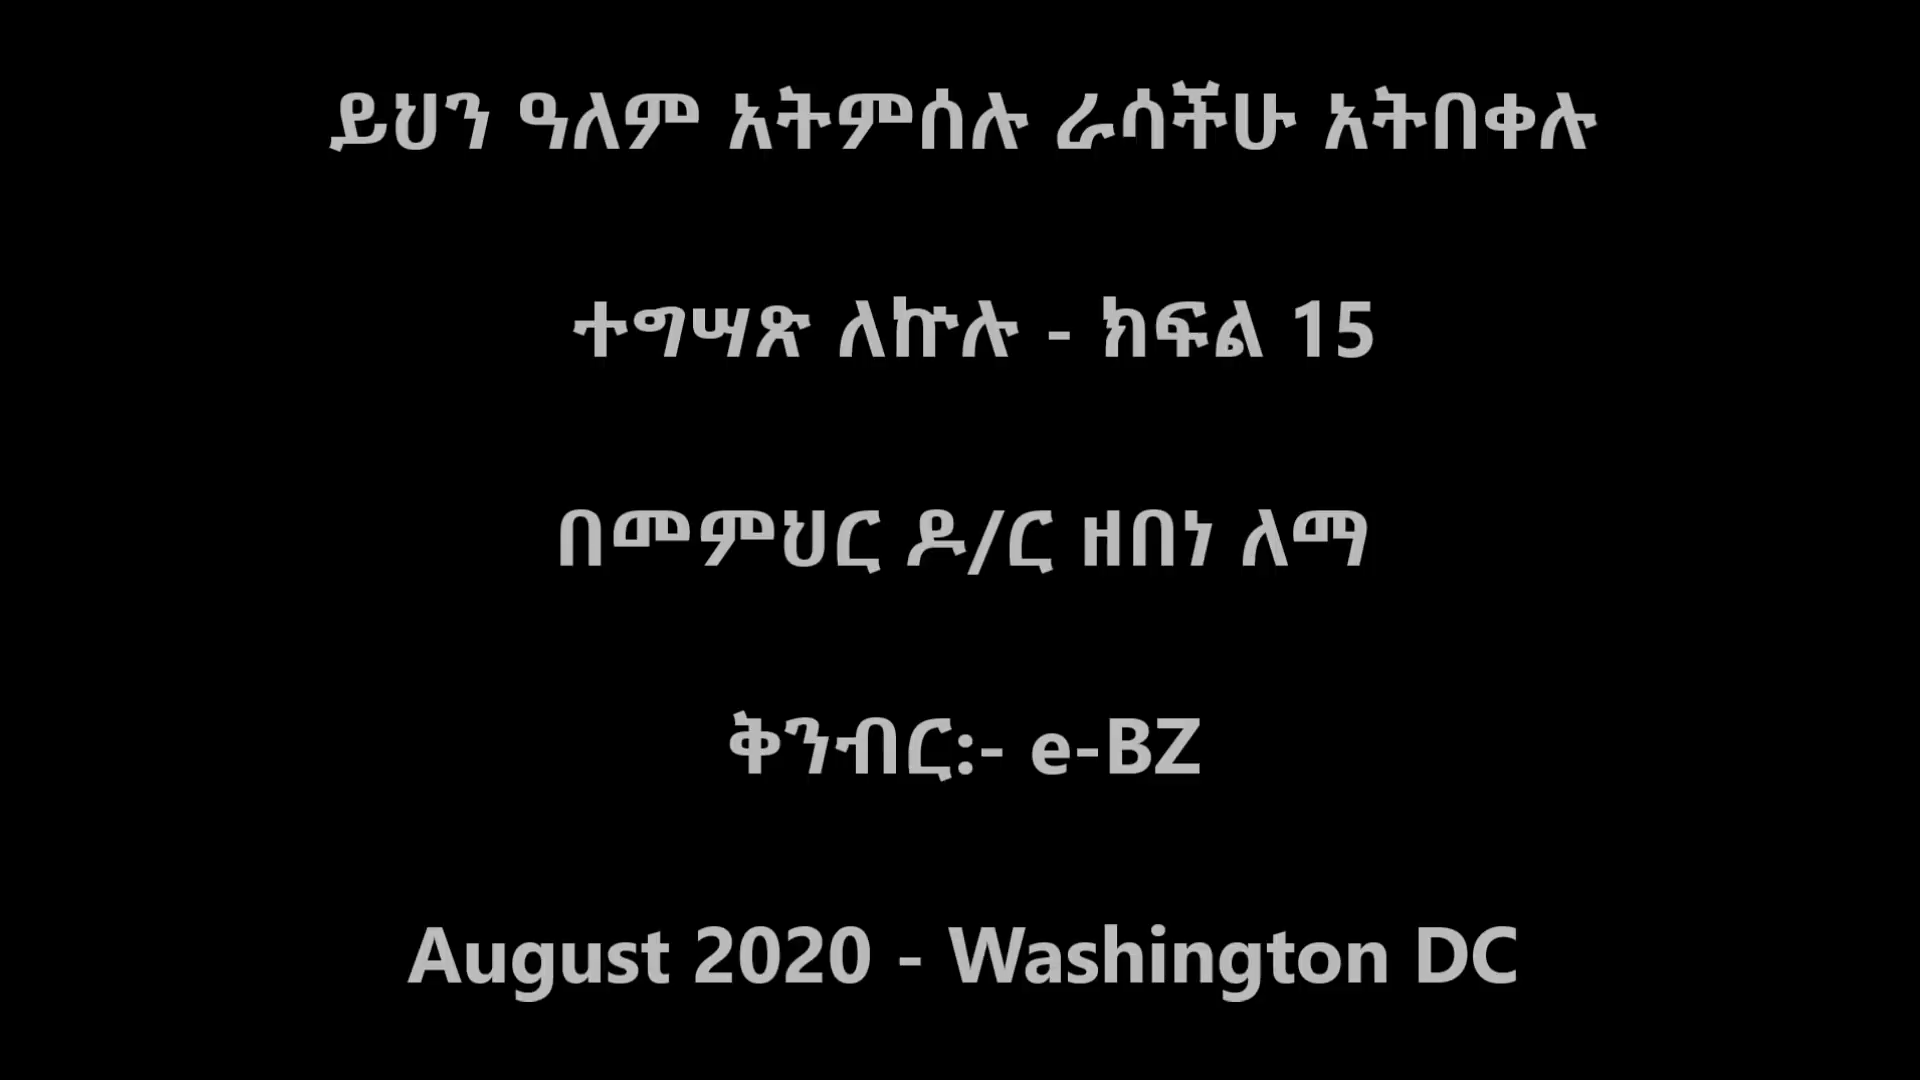 ይህን ዓለም አትምሰሉ ራሳችሁ አትበቀሉ
ተግሣጽ ለኵሉ - ክፍል 15
በመምህር ዶ/ር ዘበነ ለማ
ቅንብር፡- e-BZ
August 2020 - Washington DC